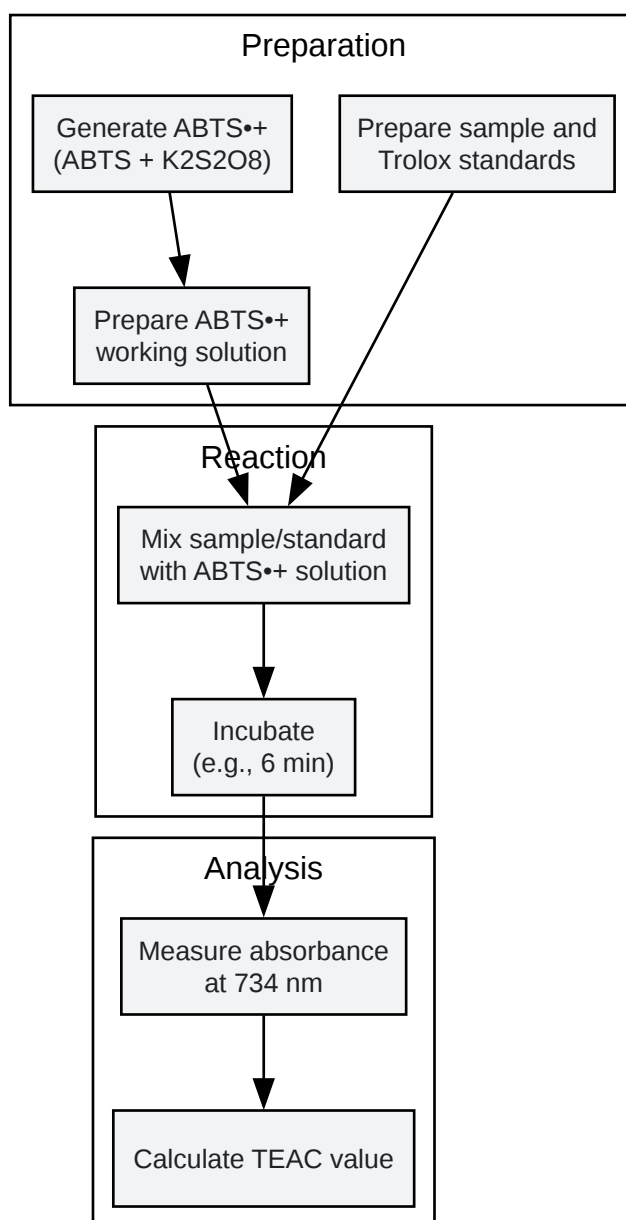 Preparation
Generate ABTS•+
(ABTS + K2S2O8)
Prepare sample and
Trolox standards
Prepare ABTS•+
working solution
Reaction
Mix sample/standard
with ABTS•+ solution
Incubate
(e.g., 6 min)
Analysis
Measure absorbance
at 734 nm
Calculate TEAC value